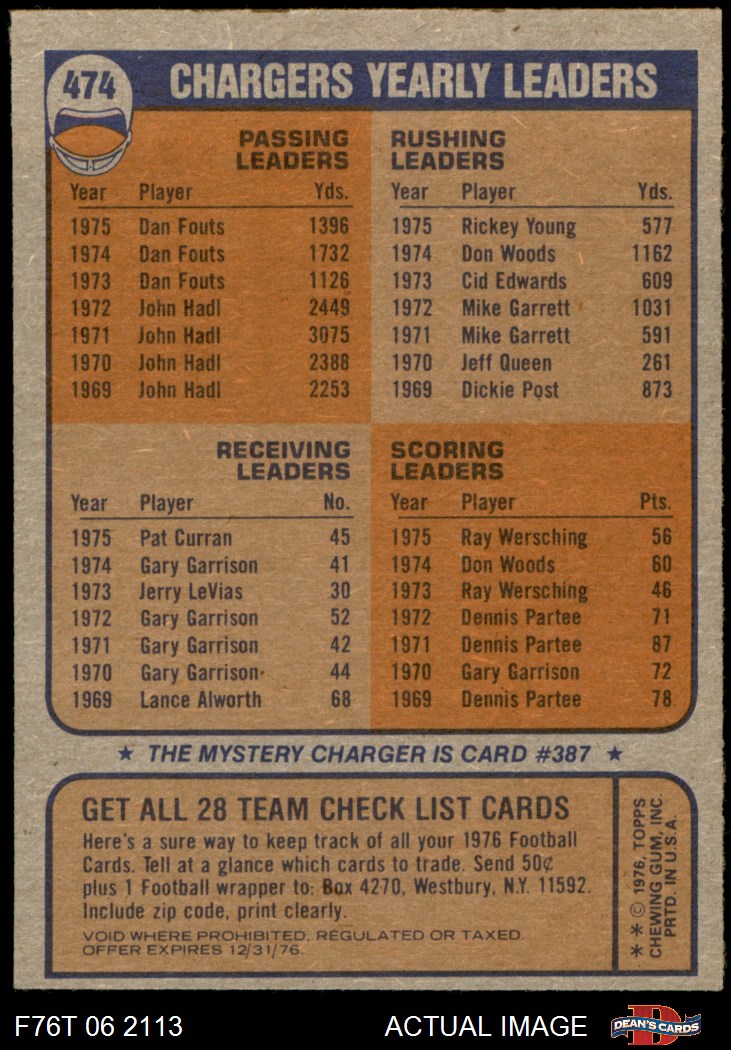 474
CHARGERS YEARLY LEADERS
PASSING
LEADERS
Year Player Yds.
1975 Dan Fouts 1396
1974 Dan Fouts 1732
1973 Dan Fouts 1126
1972 John Hadl 2449
1971 John Hadl 3075
1970 John Hadl 2388
1969 John Hadl 2253
RUSHING
LEADERS
Year Player Yds.
1975 Rickey Young 577
1974 Don Woods 1162
1973 Cid Edwards 609
1972 Mike Garrett 1031
1971 Mike Garrett 591
1970 Jeff Queen 261
1969 Dickie Post 873
RECEIVING
LEADERS
Year Player No.
1975 Pat Curran 45
1974 Gary Garrison 41
1973 Jerry LeVias 30
1972 Gary Garrison 52
1971 Gary Garrison 42
1970 Gary Garrison 44
1969 Lance Alworth 68
SCORING
LEADERS
Year Player Pts.
1975 Ray Wersching 56
1974 Don Woods 60
1973 Ray Wersching 46
1972 Dennis Partee 71
1971 Dennis Partee 87
1970 Gary Garrison 72
1969 Dennis Partee 78
★ THE MYSTERY CHARGER IS CARD #387 ★
GET ALL 28 TEAM CHECK LIST CARDS
Here's a sure way to keep track of all your 1976 Football
Cards. Tell at a glance which cards to trade. Send 50¢
plus 1 Football wrapper to: Box 4270, Westbury, N.Y. 11592.
Include zip code, print clearly.
VOID WHERE PROHIBITED, REGULATED OR TAXED.
OFFER EXPIRES 12/31/76.
** © 1976, TOPPS
CHEWING GUM, INC.
PRTD. IN U.S.A.
F76T 06 2113
ACTUAL IMAGE
D
DEAN'S CARDS